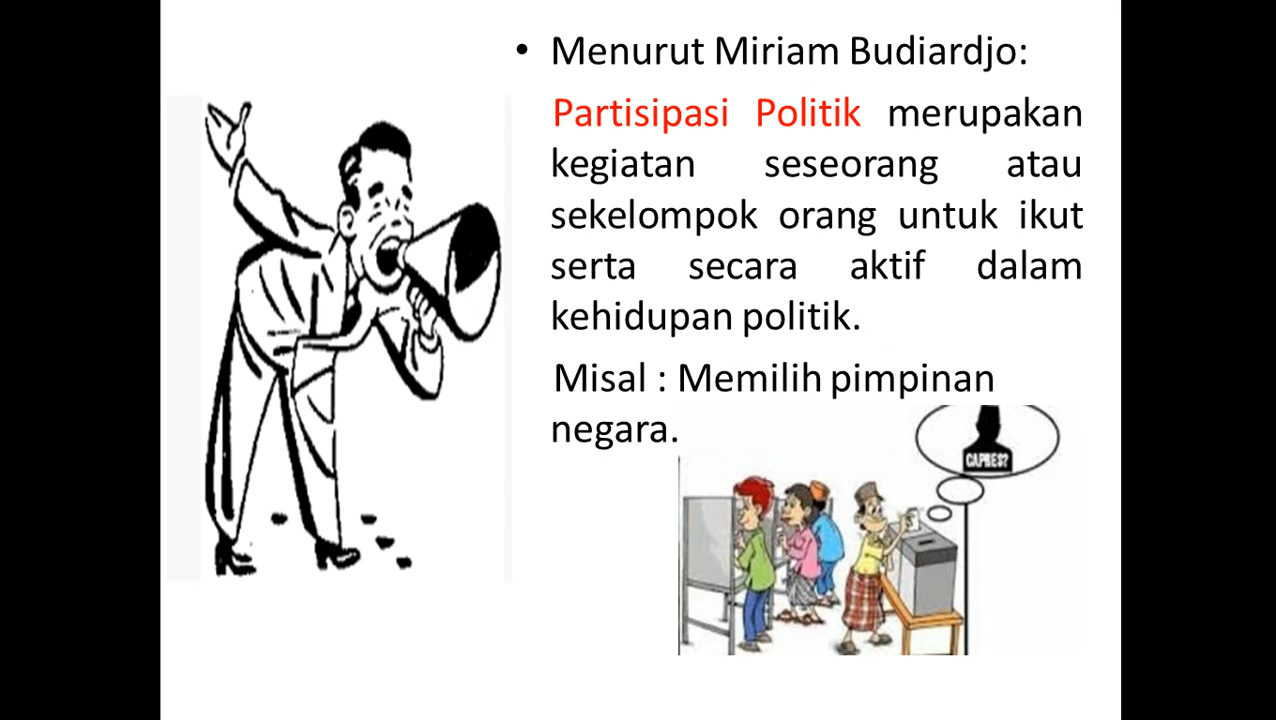 • Menurut Miriam Budiardjo:
Partisipasi Politik merupakan
kegiatan seseorang atau
sekelompok orang untuk ikut
serta secara aktif dalam
kehidupan politik.
Misal : Memilih pimpinan
negara.
CAPRES?